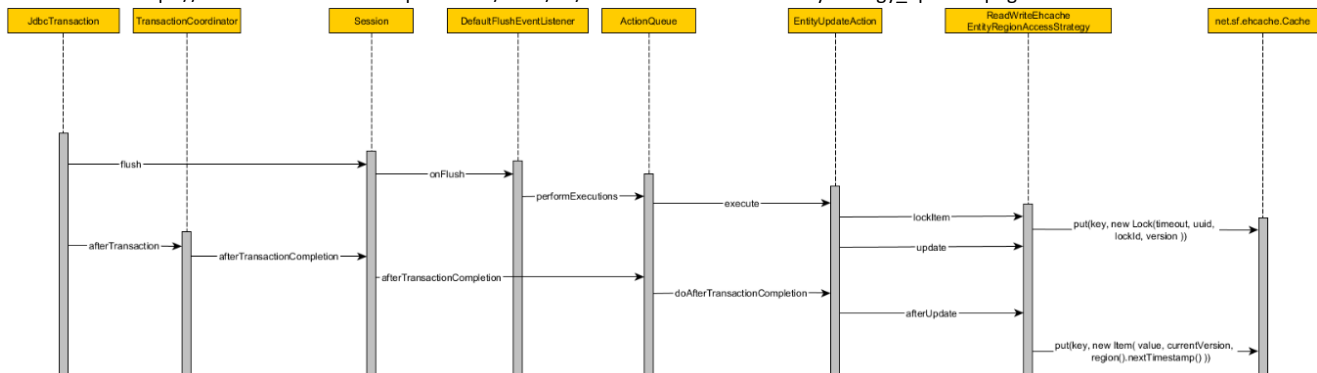 JdbcTransaction
TransactionCoordinator
Session
DefaultFlushEventListener
ActionQueue
EntityUpdateAction
ReadWriteEhcache
EntityRegionAccessStrategy
net.sf.ehcache.Cache
flush
onFlush
performExecutions
execute
lockItem
put(key, new Lock(timeout, uuid,
lockId, version ))
afterTransaction
update
afterTransactionCompletion
afterTransactionCompletion
doAfterTransactionCompletion
afterUpdate
put(key, new Item( value, currentVersion,
region().nextTimestamp() ))